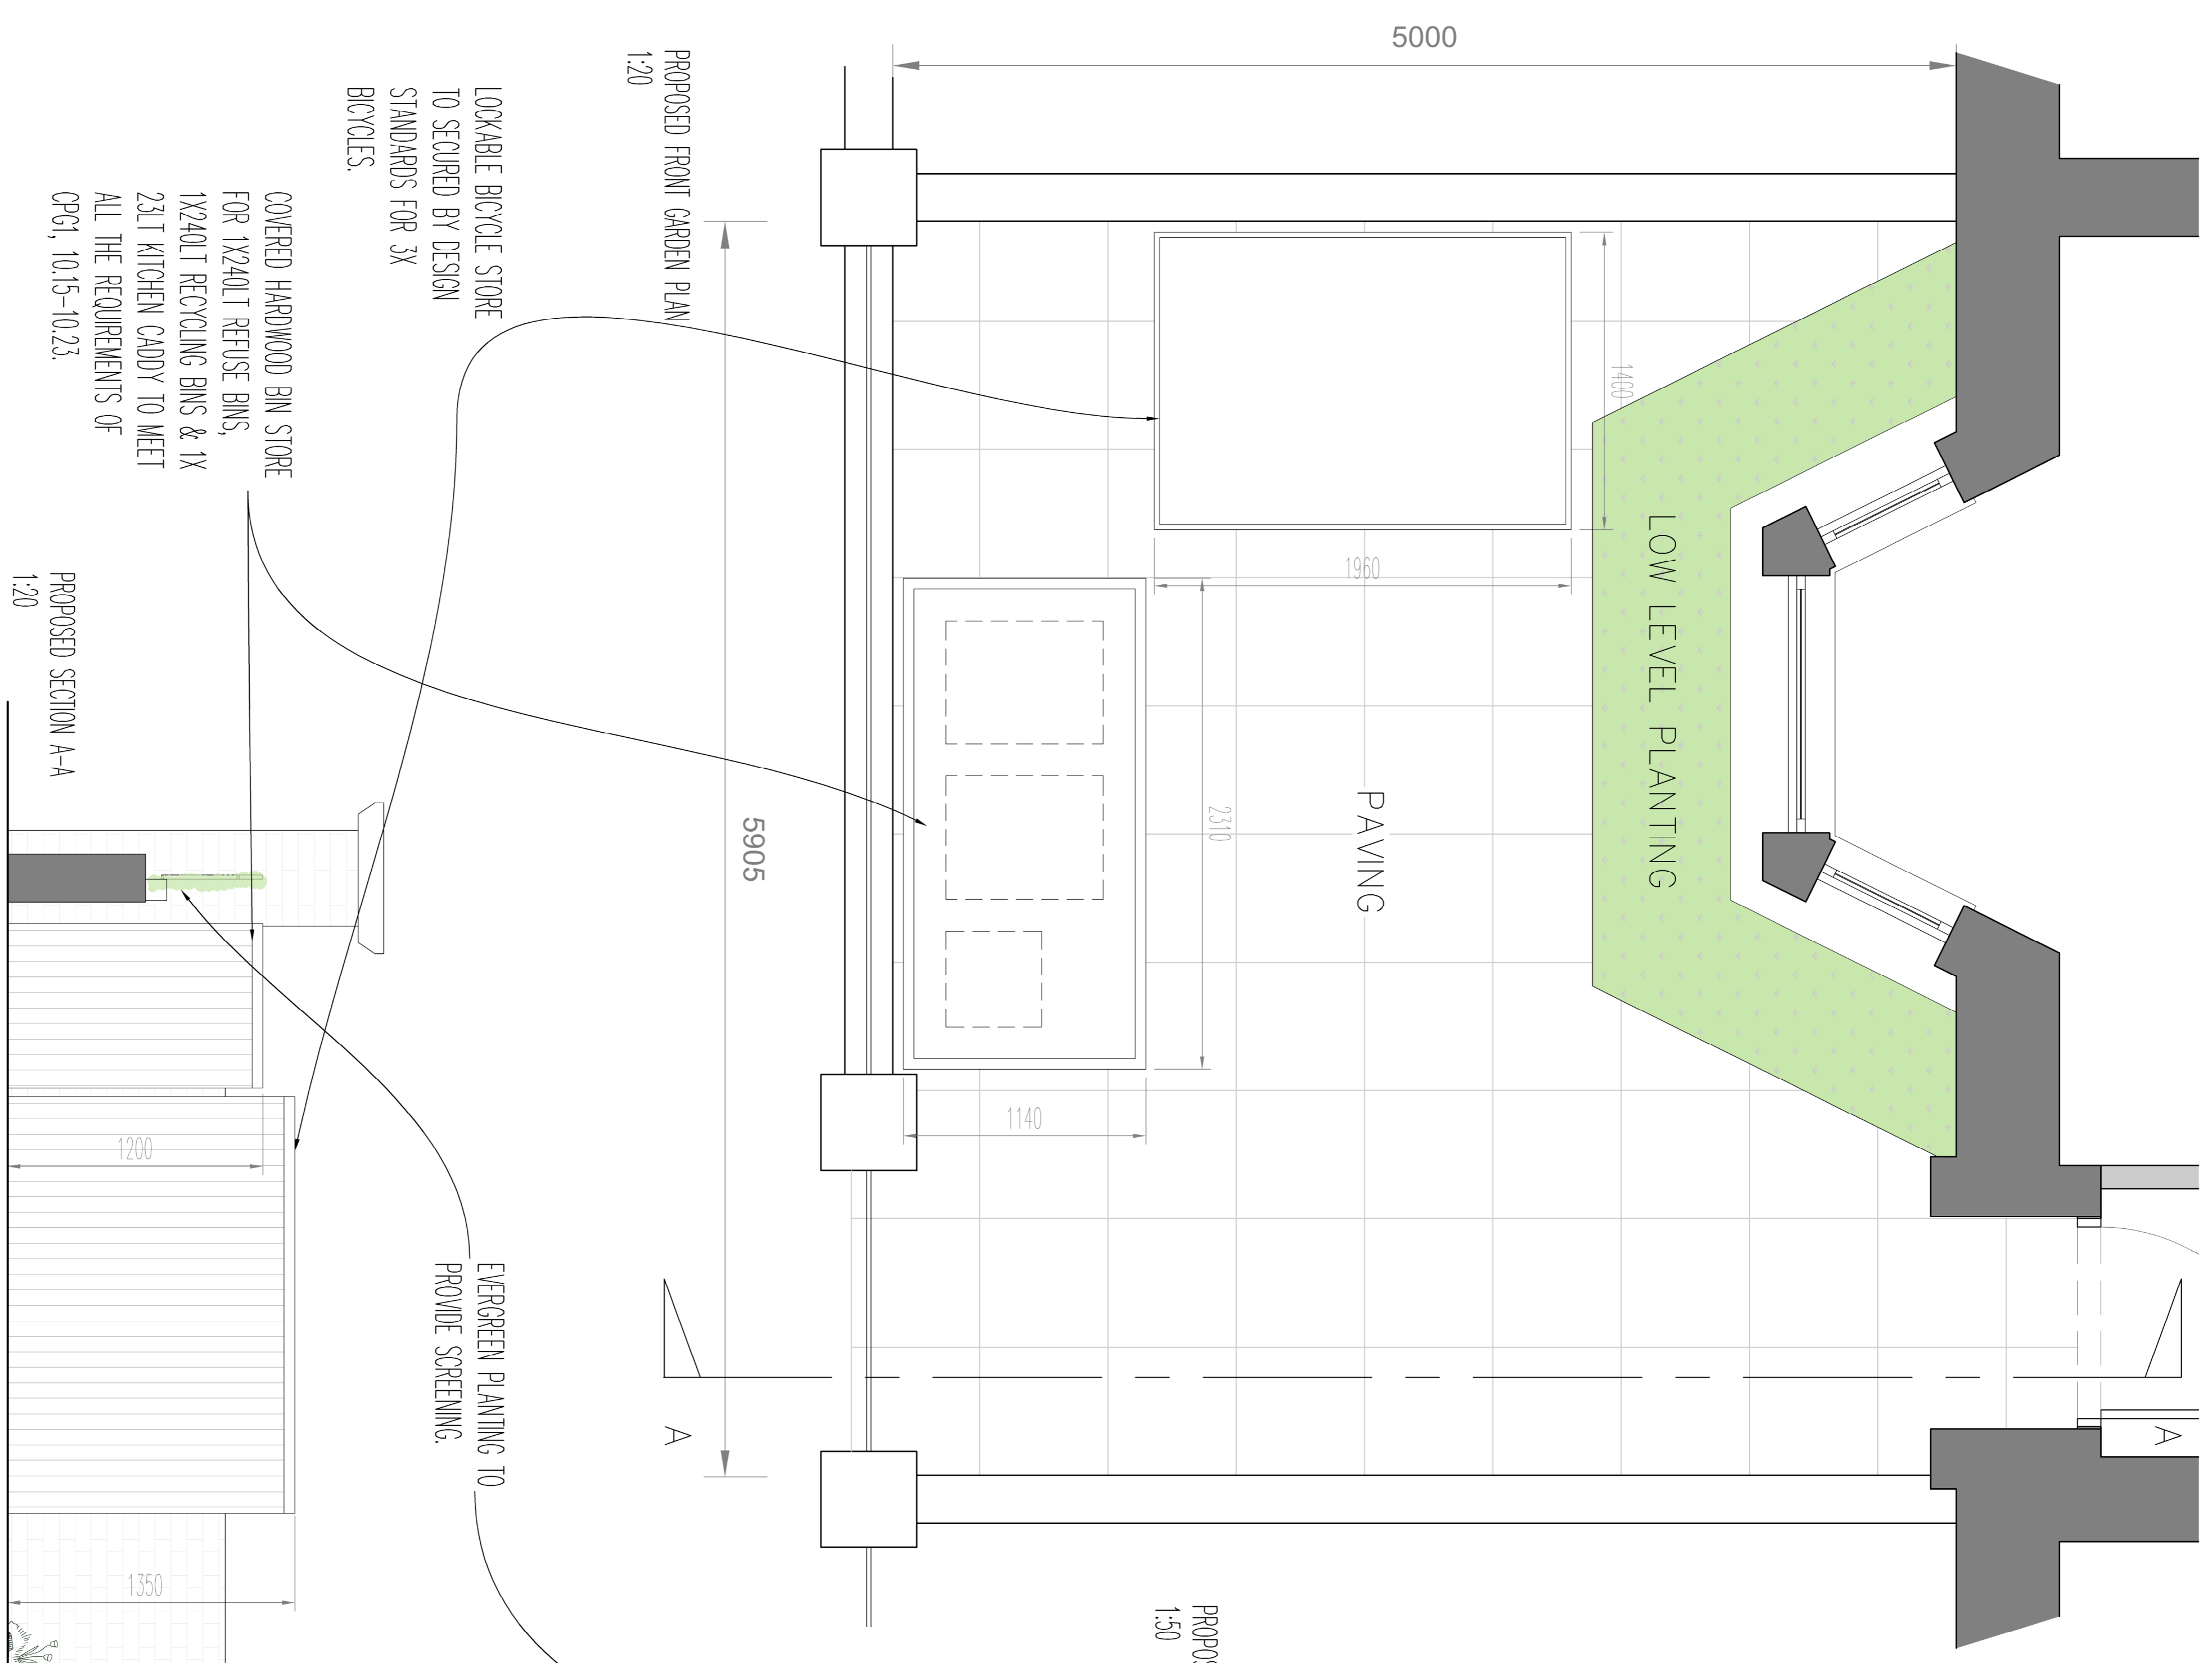 5000
PROPOSED FRONT GARDEN PLAN
1:20
LOCKABLE BICYCLE STORE
TO SECURED BY DESIGN
STANDARDS FOR 3X
BICYCLES.
COVERED HARDWOOD BIN STORE
FOR 1X240LT REFUSE BINS,
1X240LT RECYCLING BINS & 1X
23LT KITCHEN CADDY TO MEET
ALL THE REQUIREMENTS OF
CPG1, 10.15-10.23.
PROPOSED SECTION A-A
1:20
1400
1960
LOW LEVEL PLANTING
PAVING
2310
5905
1140
1200
1350
EVERGREEN PLANTING TO
PROVIDE SCREENING.
A
A
PROPOS
1:50